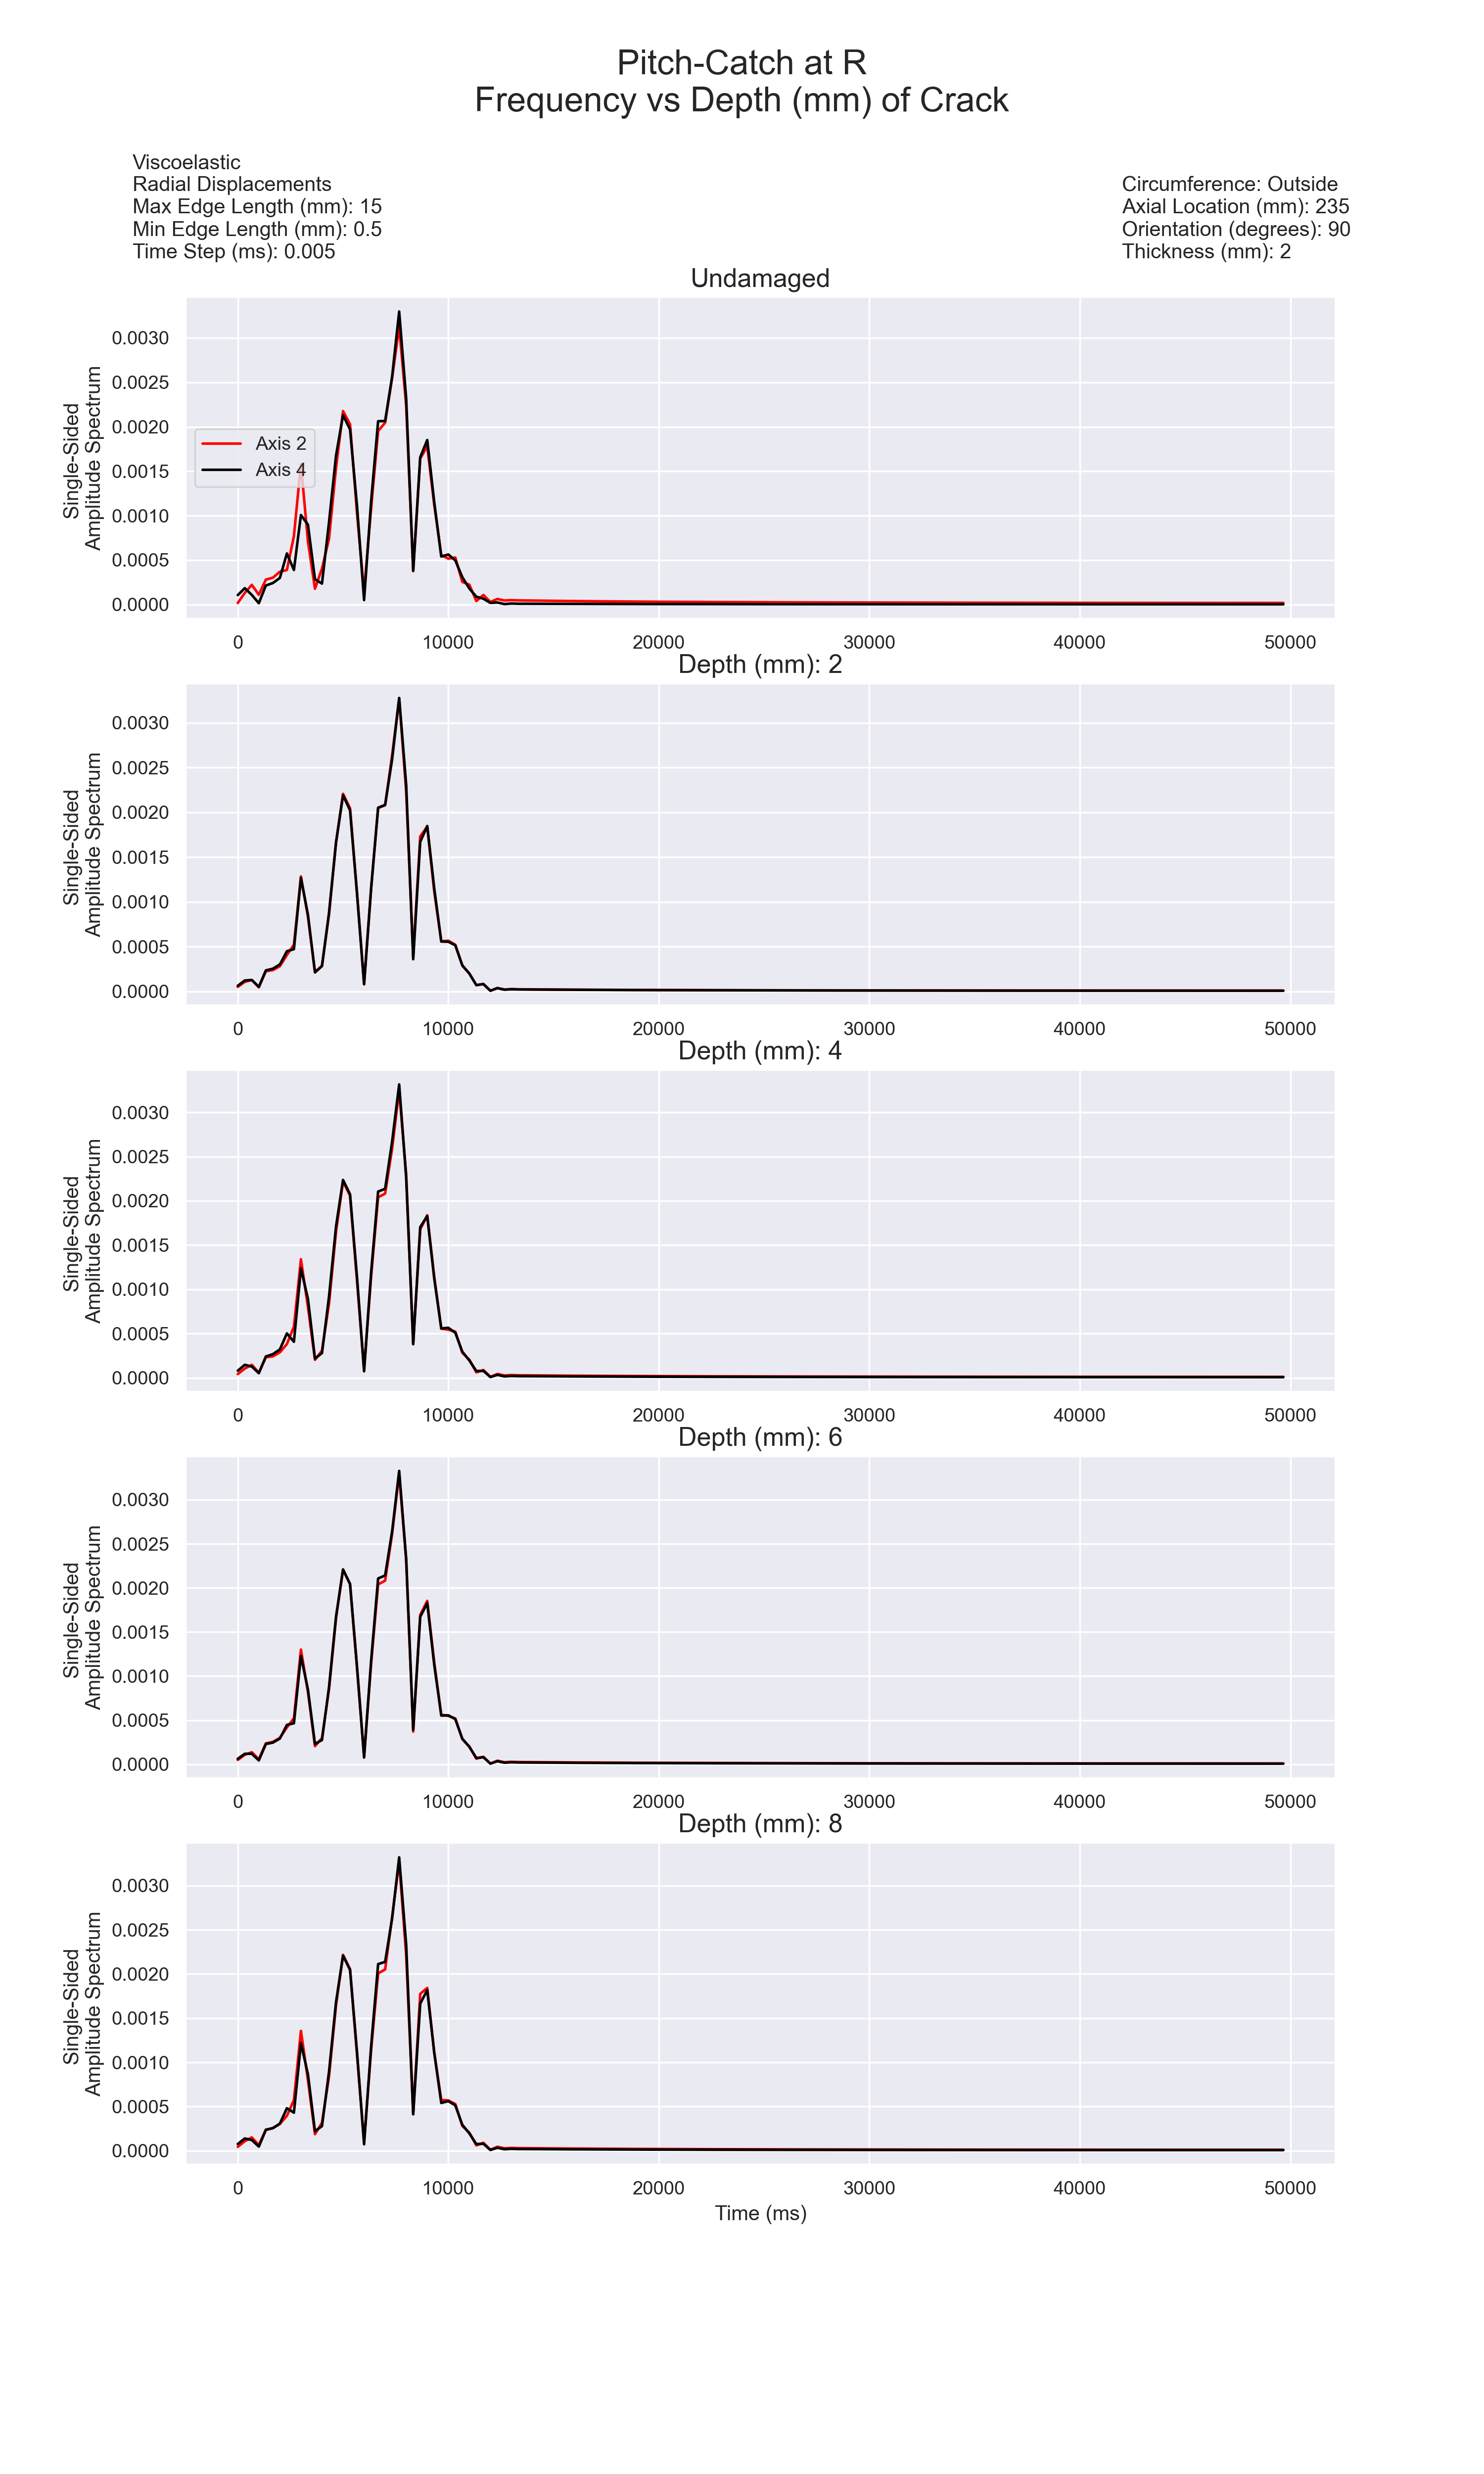 Pitch-Catch at R
Frequency vs Depth (mm) of Crack
Viscoelastic
Radial Displacements
Max Edge Length (mm): 15
Min Edge Length (mm): 0.5
Time Step (ms): 0.005
Circumference: Outside
Axial Location (mm): 235
Orientation (degrees): 90
Thickness (mm): 2
Undamaged
Single-Sided
Amplitude Spectrum
0.0030
0.0025
0.0020
0.0015
0.0010
0.0005
0.0000
Axis 2
Axis 4
0 10000 20000 30000 40000 50000
Depth (mm): 2
Single-Sided
Amplitude Spectrum
0.0030
0.0025
0.0020
0.0015
0.0010
0.0005
0.0000
0 10000 20000 30000 40000 50000
Depth (mm): 4
Single-Sided
Amplitude Spectrum
0.0030
0.0025
0.0020
0.0015
0.0010
0.0005
0.0000
0 10000 20000 30000 40000 50000
Depth (mm): 6
Single-Sided
Amplitude Spectrum
0.0030
0.0025
0.0020
0.0015
0.0010
0.0005
0.0000
0 10000 20000 30000 40000 50000
Depth (mm): 8
Single-Sided
Amplitude Spectrum
0.0030
0.0025
0.0020
0.0015
0.0010
0.0005
0.0000
0 10000 20000 30000 40000 50000
Time (ms)